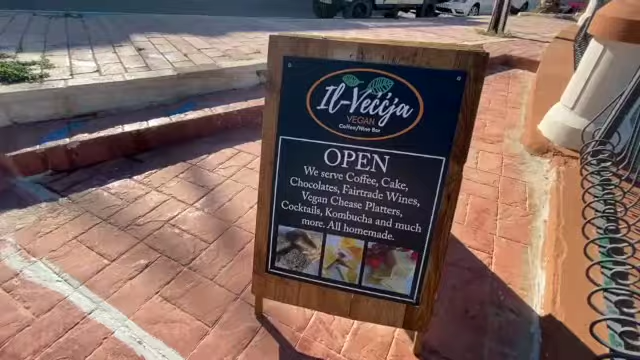 Il-Veċċja
VEGAN
Coffee/Wine Bar
OPEN
We serve Coffee, Cake,
Chocolates, Fairtrade Wines,
Vegan Chease Platters,
Cocktails, Kombucha and much
more. All homemade.